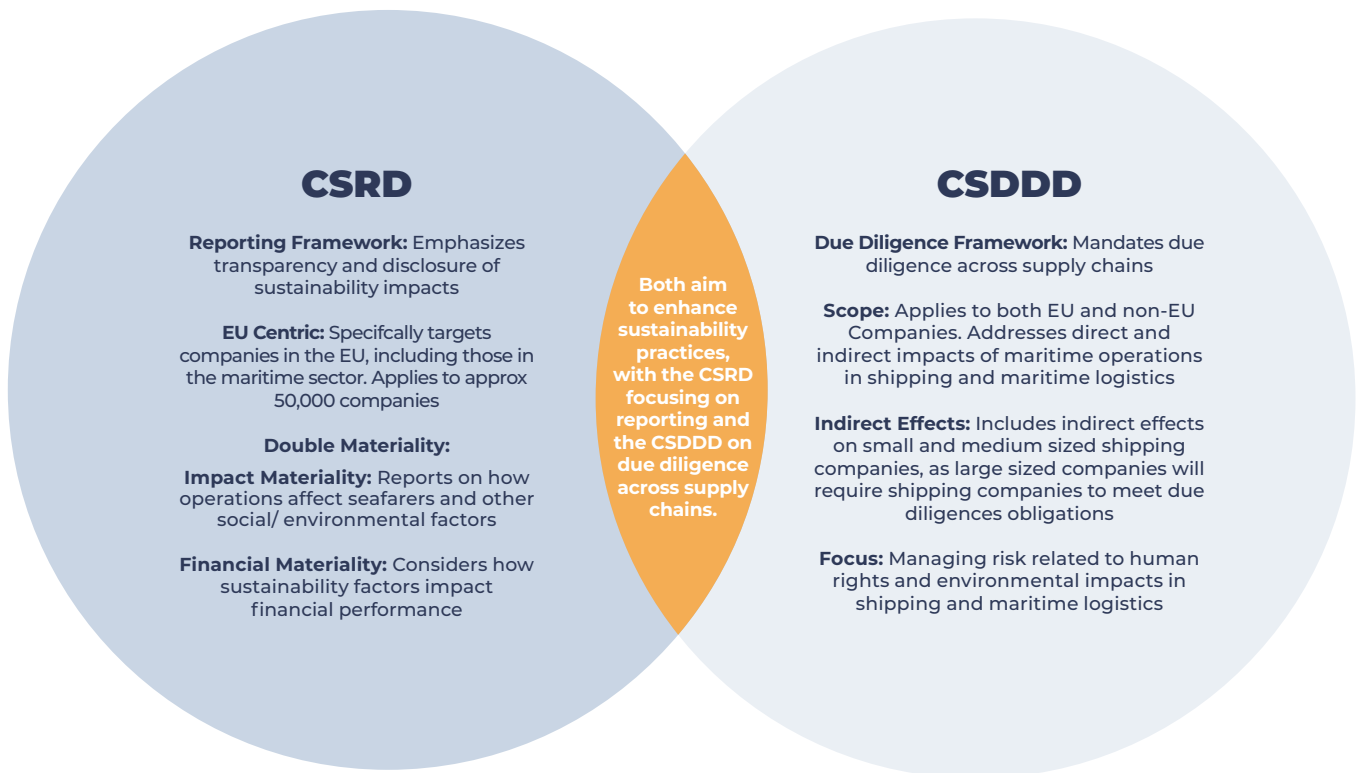 CSRD
Reporting Framework: Emphasizes
transparency and disclosure of
sustainability impacts
EU Centric: Specifcally targets
companies in the EU, including those in
the maritime sector. Applies to approx
50,000 companies
Double Materiality:
Impact Materiality: Reports on how
operations affect seafarers and other
social/ environmental factors
Financial Materiality: Considers how
sustainability factors impact
financial performance
Both aim
to enhance
sustainability
practices,
with the CSRD
focusing on
reporting and
the CSDDD on
due diligence
across supply
chains.
CSDDD
Due Diligence Framework: Mandates due
diligence across supply chains
Scope: Applies to both EU and non-EU
Companies. Addresses direct and
indirect impacts of maritime operations
in shipping and maritime logistics
Indirect Effects: Includes indirect effects
on small and medium sized shipping
companies, as large sized companies will
require shipping companies to meet due
diligences obligations
Focus: Managing risk related to human
rights and environmental impacts in
shipping and maritime logistics